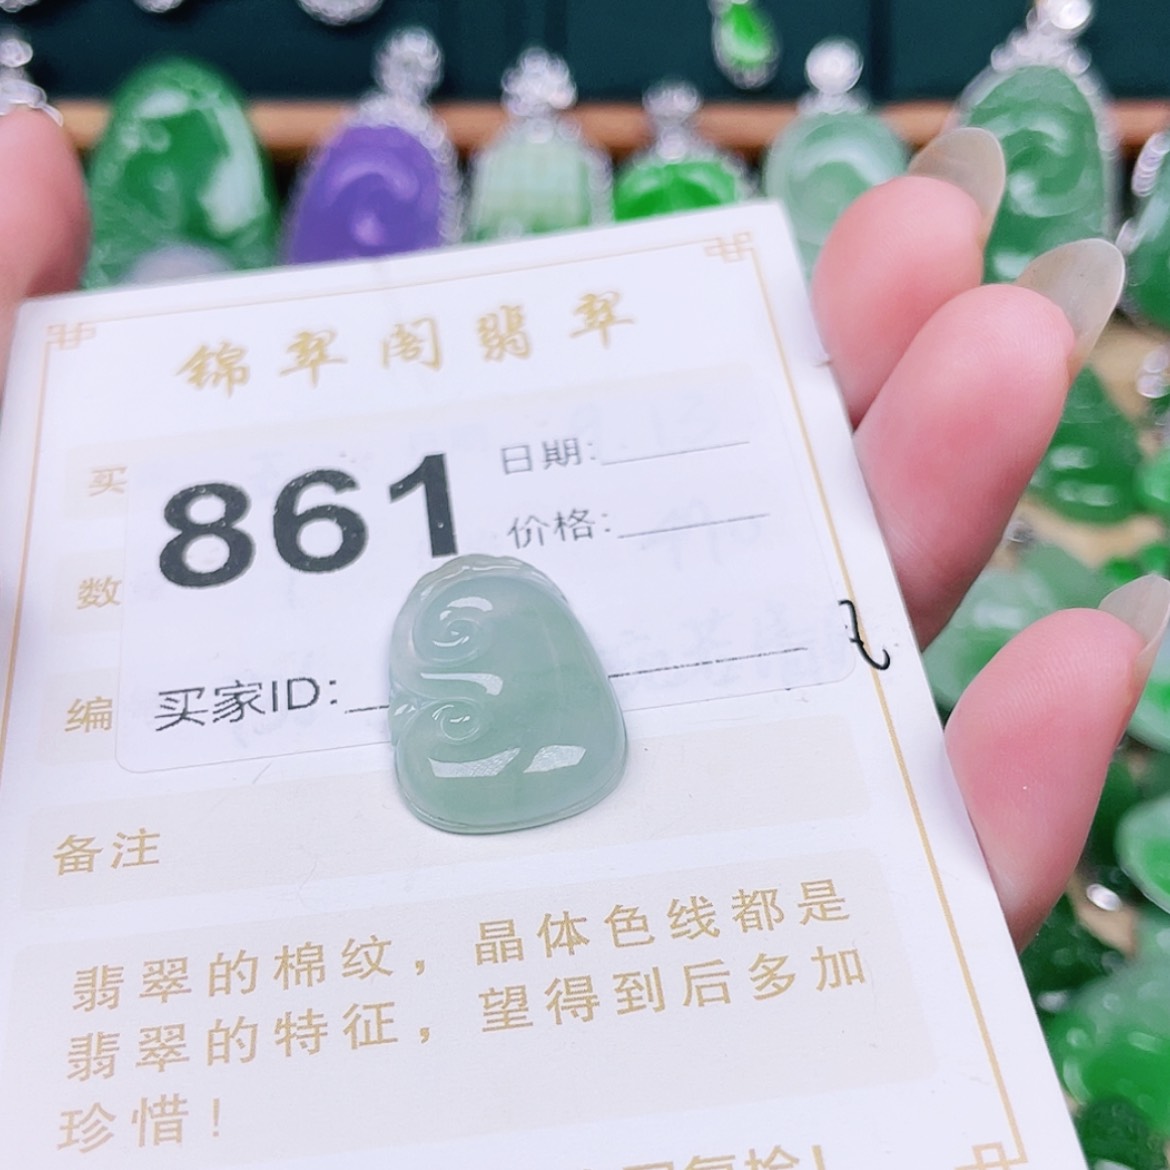 錦翠阁翡翠
买
861
日期:
价格:
数
买家ID:
编
备注
翡翠的棉纹，晶体色线都是
翡翠的特征，望得到后多加
珍惜!